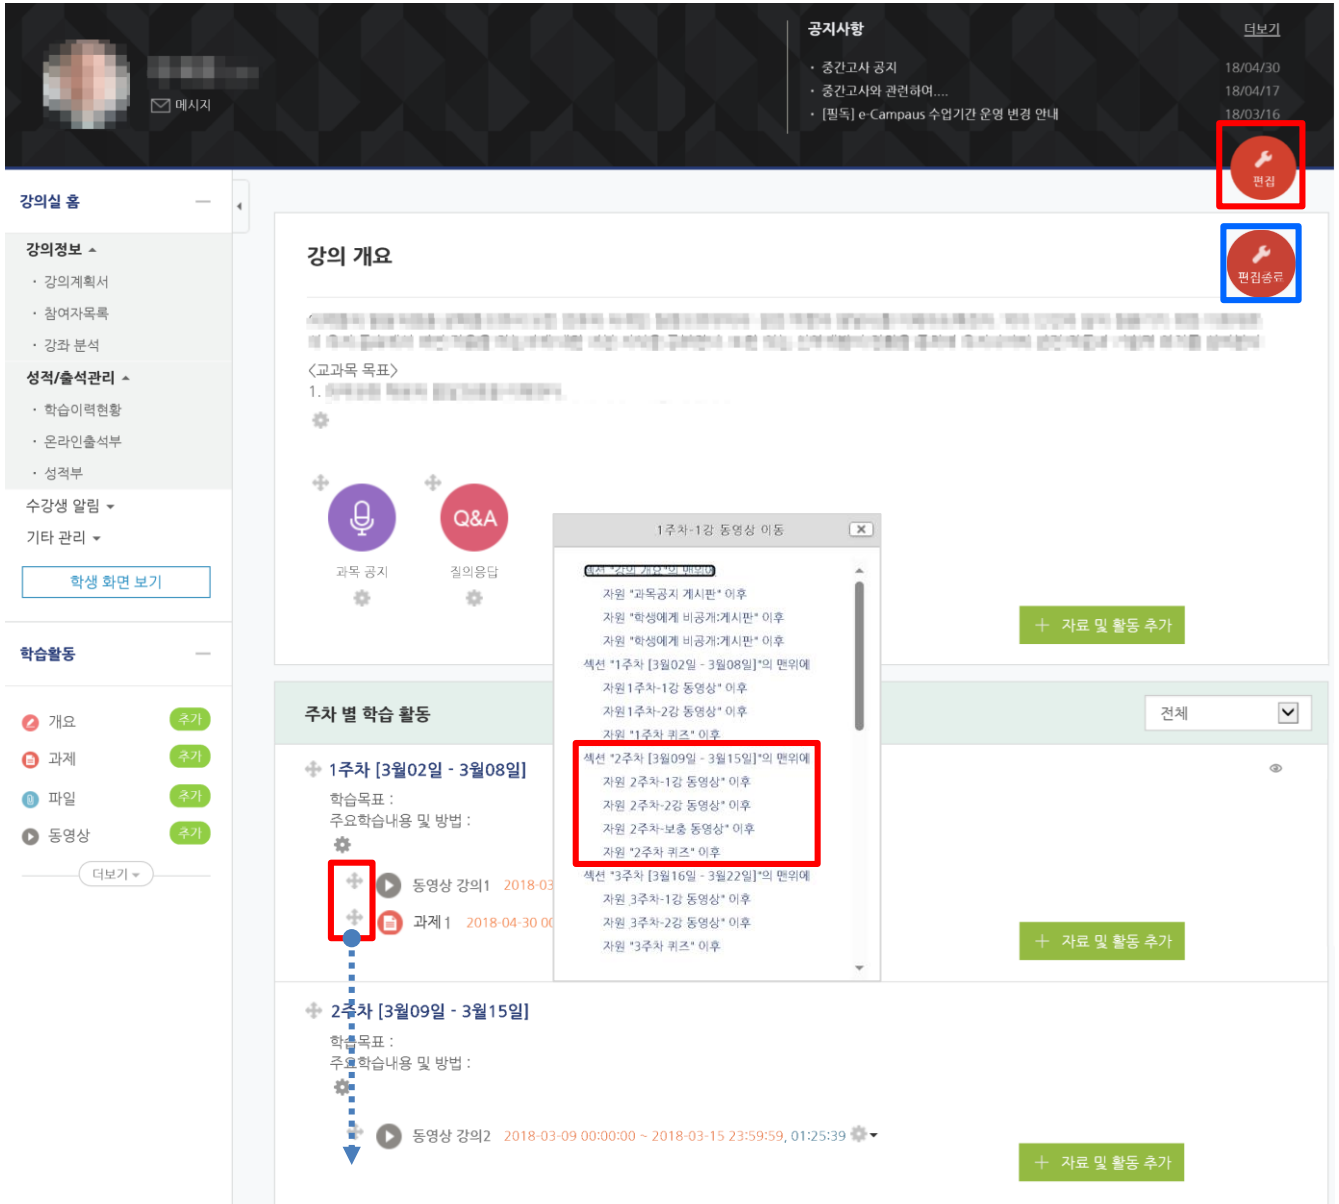 메시지
공지사항
더보기
· 중간고사 공지 18/04/30
· 중간고사와 관련하여.... 18/04/17
· [필독] e-Campaus 수업기간 운영 변경 안내 18/03/16
편집
편집종료
강의실 홈
강의정보
· 강의계획서
· 참여자목록
· 강좌 분석
성적/출석관리
· 학습이력현황
· 온라인출석부
· 성적부
수강생 알림
기타 관리
학생 화면 보기
학습활동
개요 추가
과제 추가
파일 추가
동영상 추가
더보기
강의 개요
<교과목 목표>
1.
Q&A
과목 공지
질의응답
+ 자료 및 활동 추가
1주차-1강 동영상 이동
섹션 "강의 개요"의 맨위에
자원 "과목공지 게시판" 이후
자원 "학생에게 비공개:게시판" 이후
자원 "학생에게 비공개:게시판" 이후
섹션 "1주차 [3월02일 - 3월08일]"의 맨위에
자원1주차-1강 동영상" 이후
자원1주차-2강 동영상" 이후
자원 "1주차 퀴즈" 이후
섹션 "2주차 [3월09일 - 3월15일]"의 맨위에
자원 2주차-1강 동영상" 이후
자원 2주차-2강 동영상" 이후
자원 2주차-보충 동영상" 이후
자원 "2주차 퀴즈" 이후
섹션 "3주차 [3월16일 - 3월22일]"의 맨위에
자원 3주차-1강 동영상" 이후
자원 3주차-2강 동영상" 이후
자원 "3주차 퀴즈" 이후
주차 별 학습 활동
전체
1주차 [3월02일 - 3월08일]
학습목표 :
주요학습내용 및 방법 :
동영상 강의1 2018-03
과제1 2018-04-30 00
+ 자료 및 활동 추가
2주차 [3월09일 - 3월15일]
학습목표 :
주요학습내용 및 방법 :
동영상 강의2 2018-03-09 00:00:00 ~ 2018-03-15 23:59:59, 01:25:39
+ 자료 및 활동 추가